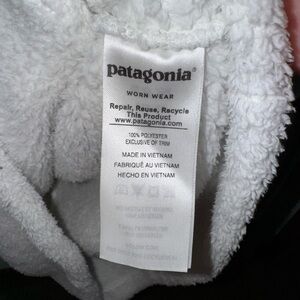 patagonia®
WORN WEAR
Repair, Reuse, Recycle
This Product
www.patagonia.com
100% POLYESTER
EXCLUSIVE OF TRIM
MADE IN VIETNAM
FABRIQUÉ AU VIETNAM
HECHO EN VIETNAM